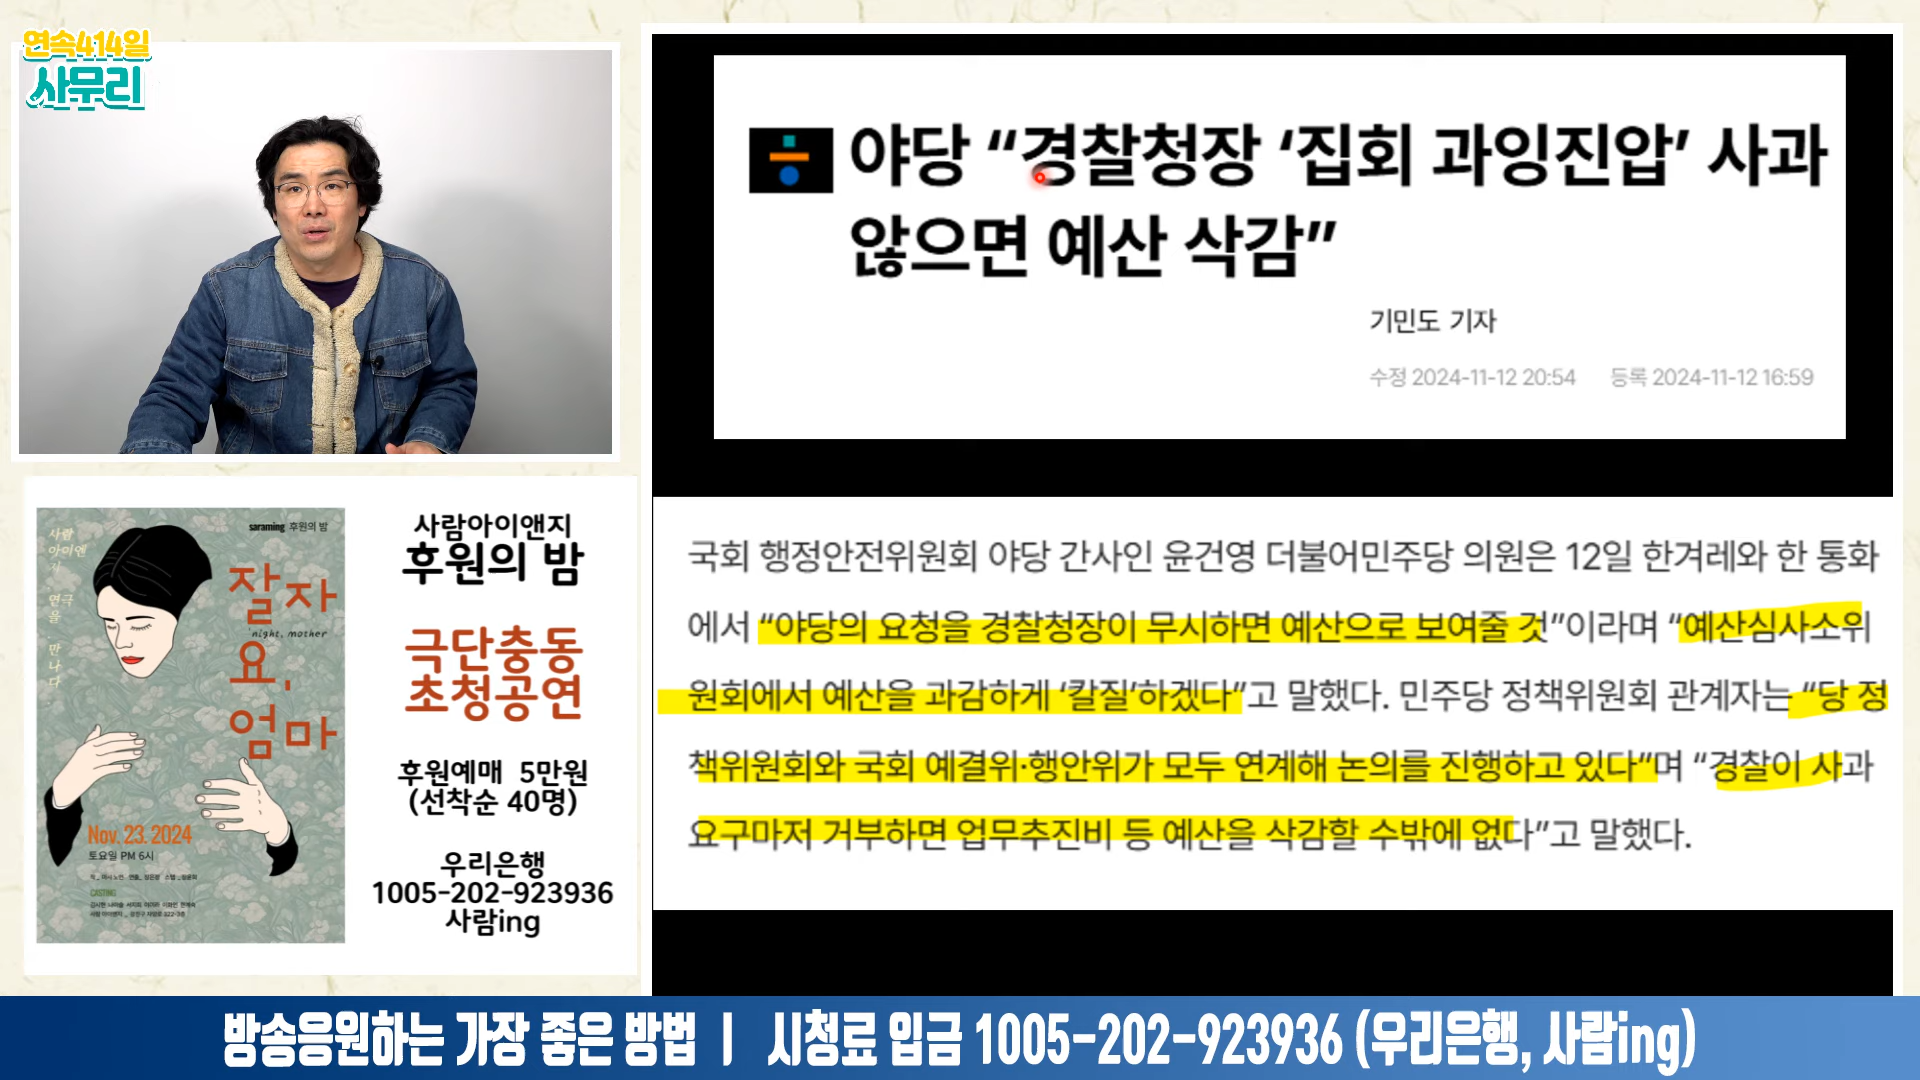 연속414일
사무리
야당 “경찰청장 ‘집회 과잉진압’ 사과
않으면 예산 삭감”
기민도 기자
수정 2024-11-12 20:54 등록 2024-11-12 16:59
국회 행정안전위원회 야당 간사인 윤건영 더불어민주당 의원은 12일 한겨레와 한 통화
에서 “야당의 요청을 경찰청장이 무시하면 예산으로 보여줄 것”이라며 “예산심사소위
원회에서 예산을 과감하게 ‘칼질’하겠다”고 말했다. 민주당 정책위원회 관계자는 “당 정
책위원회와 국회 예결위·행안위가 모두 연계해 논의를 진행하고 있다”며 “경찰이 사과
요구마저 거부하면 업무추진비 등 예산을 삭감할 수밖에 없다”고 말했다.
saraming 후원의 밤
사람
아이엔
지,
연극
을
만
나
다
잘자
'night, mother
요,
엄마
Nov. 23. 2024
토요일 PM 6시
CASTING
사람아이앤지
후원의 밤
극단충동
초청공연
후원예매 5만원
(선착순 40명)
우리은행
1005-202-923936
사람ing
방송응원하는 가장 좋은 방법 | 시청료 입금 1005-202-923936 (우리은행, 사람ing)